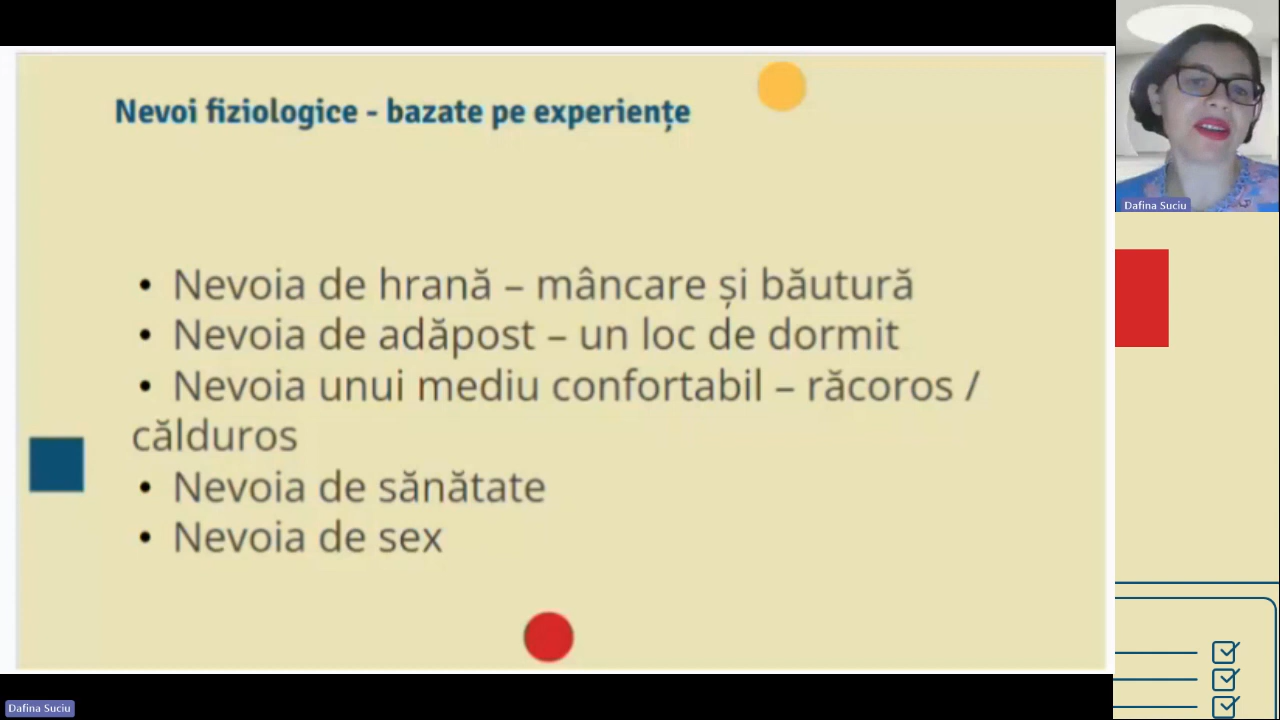 Nevoi fiziologice - bazate pe experiențe
• Nevoia de hrană – mâncare și băutură
• Nevoia de adăpost – un loc de dormit
• Nevoia unui mediu confortabil – răcoros /
călduros
• Nevoia de sănătate
• Nevoia de sex
Dafina Suciu
Dafina Suciu